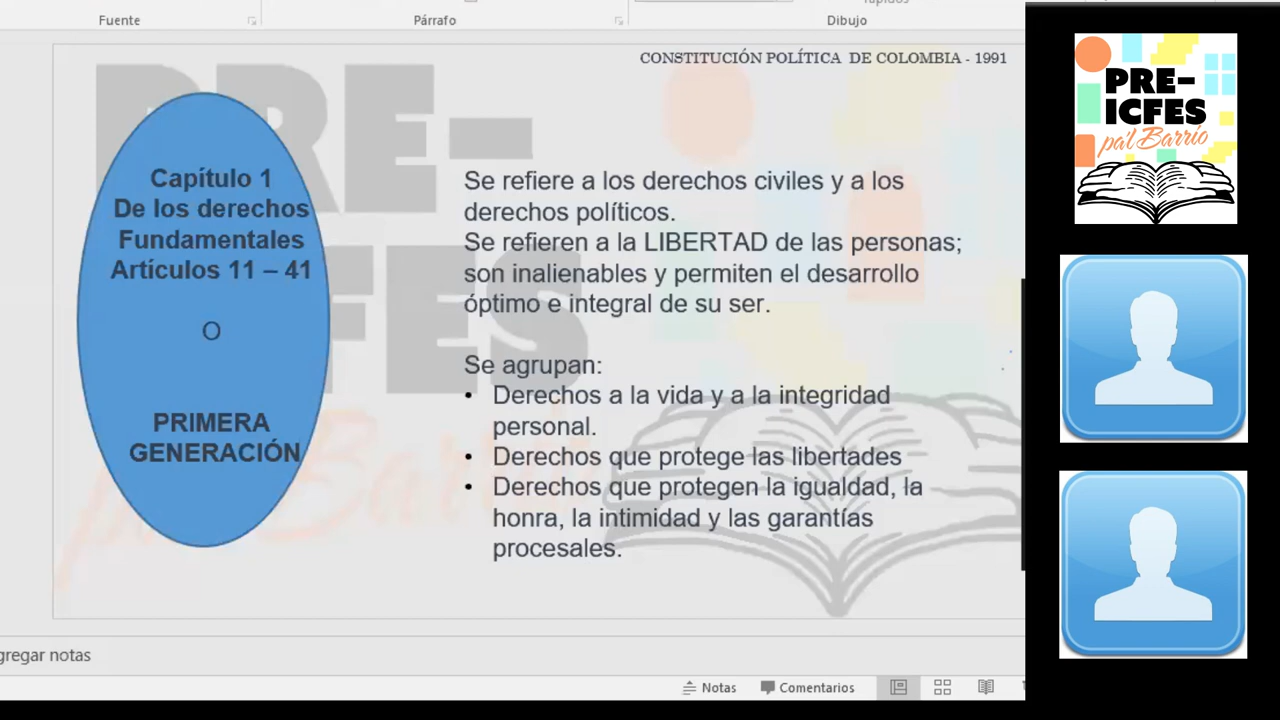 Fuente
Párrafo
Dibujo
CONSTITUCIÓN POLÍTICA DE COLOMBIA - 1991
Capítulo 1
De los derechos
Fundamentales
Artículos 11 – 41
O
PRIMERA
GENERACIÓN
Se refiere a los derechos civiles y a los
derechos políticos.
Se refieren a la LIBERTAD de las personas;
son inalienables y permiten el desarrollo
óptimo e integral de su ser.
Se agrupan:
• Derechos a la vida y a la integridad
personal.
• Derechos que protege las libertades
• Derechos que protegen la igualdad, la
honra, la intimidad y las garantías
procesales.
PRE-
ICFES
pa'l Barrio
gregar notas
Notas
Comentarios